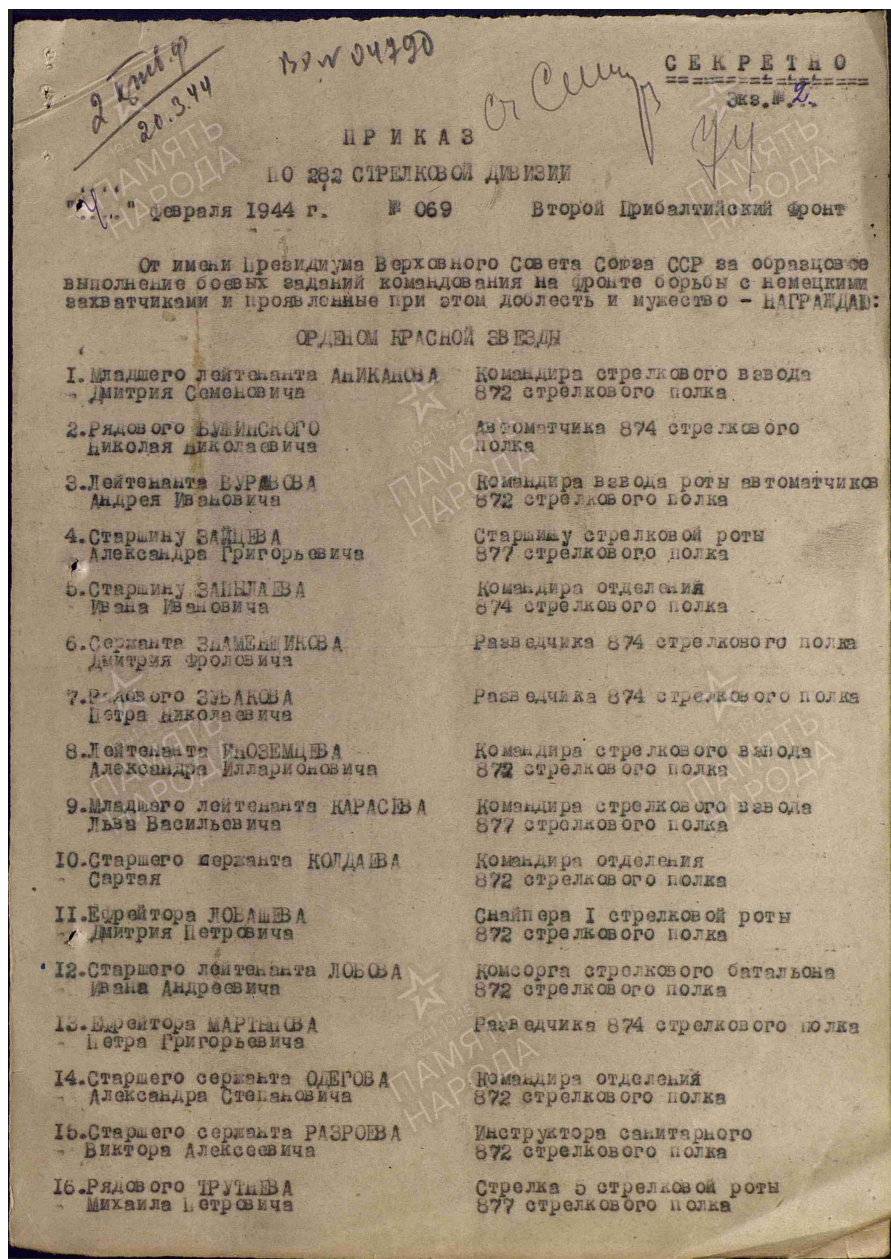 2 Приб.ф
20.3.44
Вх № 04790
СЕКРЕТНО
Экз.№ 2.
ПРИКАЗ
ПО 282 СТРЕЛКОВОЙ ДИВИЗИИ
"4." февраля 1944 г. № 069 Второй Прибалтийский Фронт
От имени Президиума Верховного Совета Союза ССР за образцовое
выполнение боевых заданий командования на фронте борьбы с немецкими
захватчиками и проявленные при этом доблесть и мужество - НАГРАЖДАЮ:
ОРДЕНОМ КРАСНОЙ ЗВЕЗДЫ
I.Младшего лейтенанта АНИКАНОВА Командира стрелкового взвода
- Дмитрия Семеновича 872 стрелкового полка
2.Рядового БУЖИНСКОГО Автоматчика 874 стрелкового
Николая Николаевича полка
3.Лейтенанта БУРАВОВА Командира взвода роты автоматчиков
Андрея Ивановича 872 стрелкового полка
4.Старшину ЗАЙЦЕВА Старшину стрелковой роты
Александра Григорьевича 877 стрелкового полка
5.Старшину ЗАПЫЛАЕВА Командира отделения
Ивана Ивановича 874 стрелкового полка
6.Сержанта ЗНАМЕНЩИКОВА Разведчика 874 стрелкового полка
Дмитрия Фроловича
7.Рядового ЗУБАКОВА Разведчика 874 стрелкового полка
Петра Николаевича
8.Лейтенанта ИНОЗЕМЦЕВА Командира стрелкового взвода
Александра Илларионовича 872 стрелкового полка
9.Младшего лейтенанта КАРАСЕВА Командира стрелкового взвода
Льва Васильевича 877 стрелкового полка
IO.Старшего сержанта КОЛДАЕВА Командира отделения
- Сартая 872 стрелкового полка
II.Ефрейтора ЛОБАШЕВА Снайпера I стрелковой роты
- Дмитрия Петровича 872 стрелкового полка
I2.Старшего лейтенанта ЛОБОВА Комсорга стрелкового батальона
- Ивана Андреевича 872 стрелкового полка
I3.Ефрейтора МАРТЫНОВА Разведчика 874 стрелкового полка
- Петра Григорьевича
I4.Старшего сержанта ОДЕГОВА Командира отделения
- Александра Степановича 872 стрелкового полка
I5.Старшего сержанта РАЗРОЕВА Инструктора санитарного
- Виктора Алексеевича 872 стрелкового полка
I6.Рядового ТРУТНЕВА Стрелка 5 стрелковой роты
- Михаила Петровича 877 стрелкового полка
ПАМЯТЬ НАРОДА
1941-1945